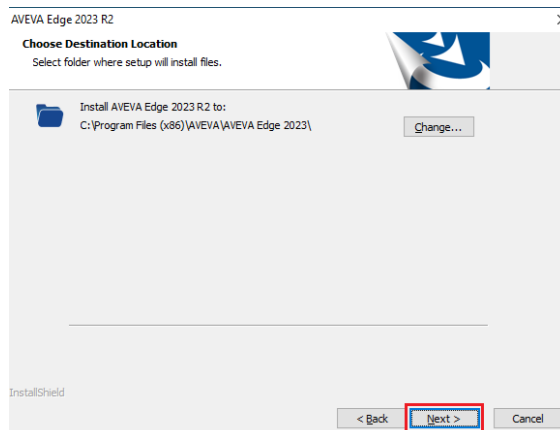 AVEVA Edge 2023 R2
Choose Destination Location
Select folder where setup will install files.
Install AVEVA Edge 2023 R2 to:
C:\Program Files (x86)\AVEVA\AVEVA Edge 2023\
Change...
InstallShield
< Back
Next >
Cancel